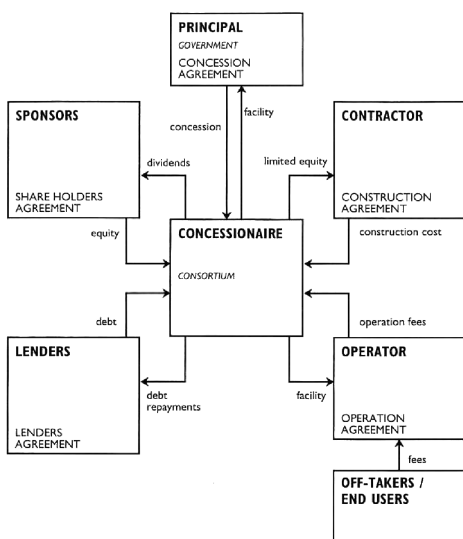 PRINCIPAL
GOVERNMENT
CONCESSION
AGREEMENT
concession
facility
SPONSORS
SHARE HOLDERS
AGREEMENT
dividends
equity
CONTRACTOR
CONSTRUCTION
AGREEMENT
limited equity
construction cost
CONCESSIONAIRE
CONSORTIUM
debt
operation fees
LENDERS
LENDERS
AGREEMENT
debt
repayments
facility
OPERATOR
OPERATION
AGREEMENT
fees
OFF-TAKERS /
END USERS